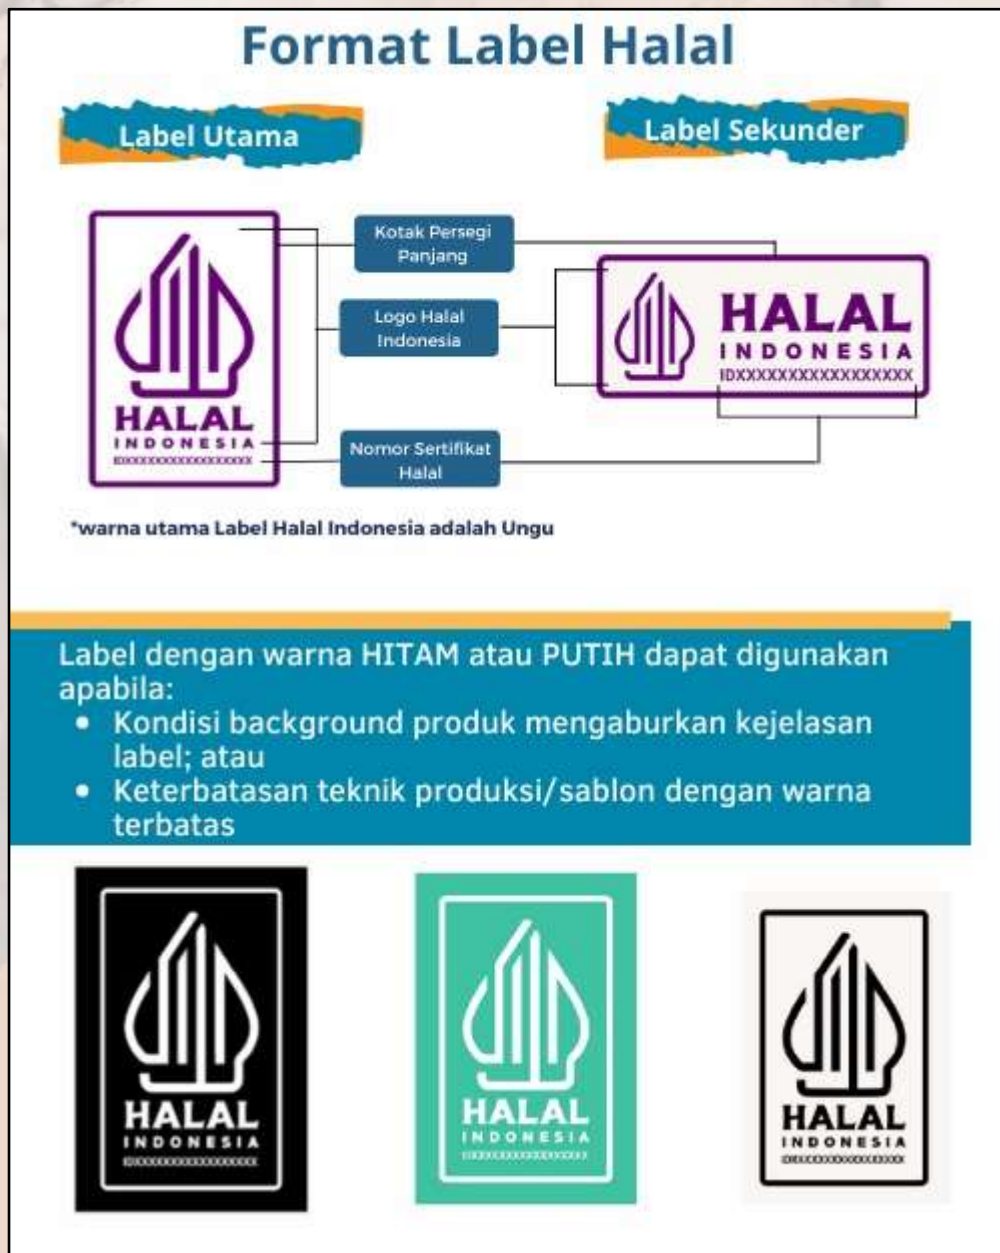 Format Label Halal
Label Utama
Label Sekunder
Kotak Persegi
Panjang
Logo Halal
Indonesia
Nomor Sertifikat
Halal
HALAL
INDONESIA
HALAL
INDONESIA
IDXXXXXXXXXXXXXXXXX
*warna utama Label Halal Indonesia adalah Ungu
Label dengan warna HITAM atau PUTIH dapat digunakan
apabila:
• Kondisi background produk mengaburkan kejelasan
label; atau
• Keterbatasan teknik produksi/sablon dengan warna
terbatas
HALAL
INDONESIA
HALAL
INDONESIA
HALAL
INDONESIA